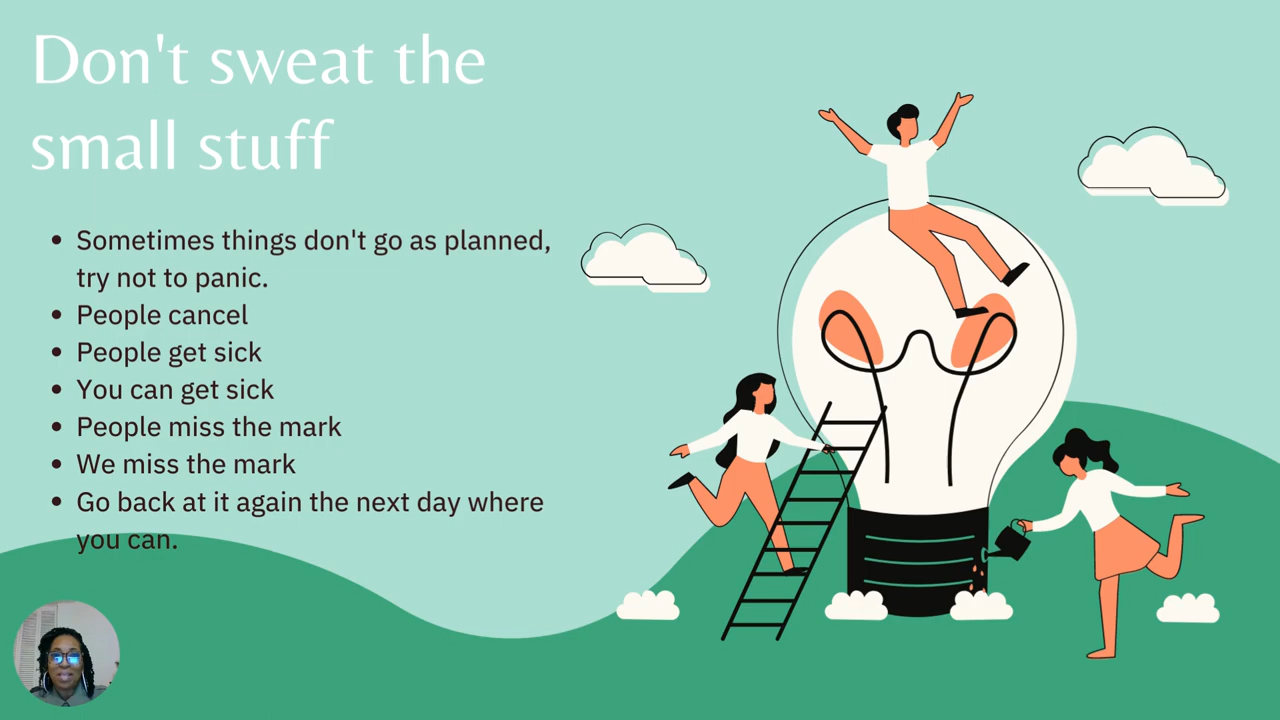 Don't sweat the
small stuff
• Sometimes things don't go as planned,
try not to panic.
• People cancel
• People get sick
• You can get sick
• People miss the mark
• We miss the mark
• Go back at it again the next day where
you can.